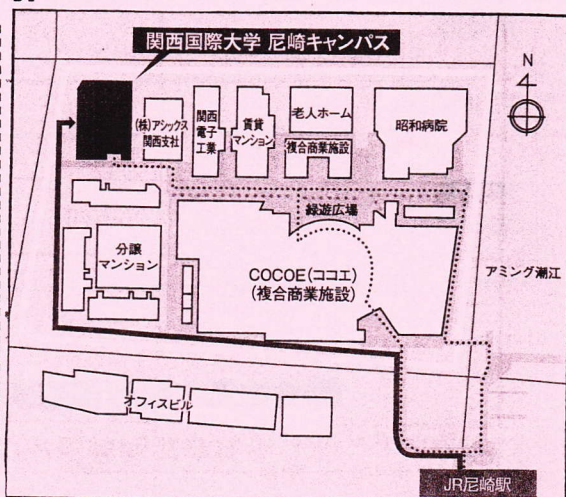 関西国際大学 尼崎キャンパス
N
(株)アシックス
関西支社
関西
電子
工業
賃貸
マンション
老人ホーム
複合商業施設
昭和病院
緑遊広場
分譲
マンション
COCOE(ココエ)
(複合商業施設)
アミング潮江
オフィスビル
JR尼崎駅